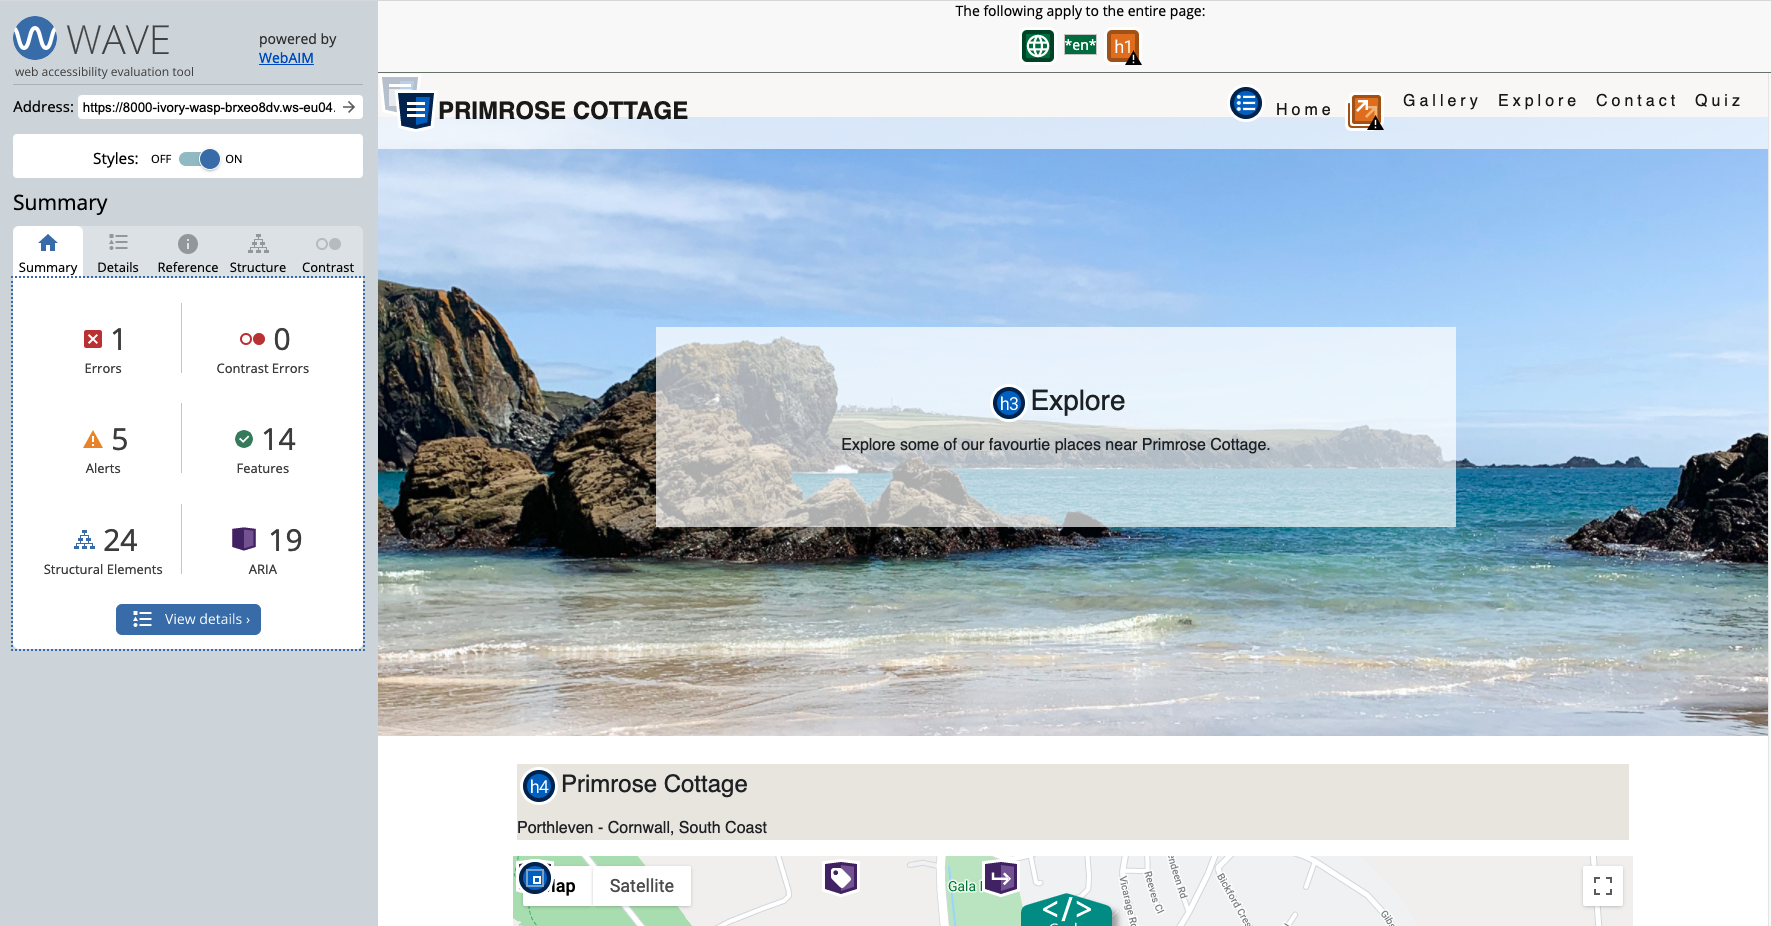 WAVE
powered by
WebAIM
web accessibility evaluation tool
Address: https://8000-ivory-wasp-brxeo8dv.ws-eu04.
Styles: OFF ON
Summary
Summary Details Reference Structure Contrast
1 0
Errors Contrast Errors
5 14
Alerts Features
24 19
Structural Elements ARIA
View details ›
The following apply to the entire page:
*en* h1
PRIMROSE COTTAGE
Home Gallery Explore Contact Quiz
h3 Explore
Explore some of our favourtie places near Primrose Cottage.
h4 Primrose Cottage
Porthleven - Cornwall, South Coast
Satellite
Gala
Vicarage
Reeves Cl
Bickford Cres